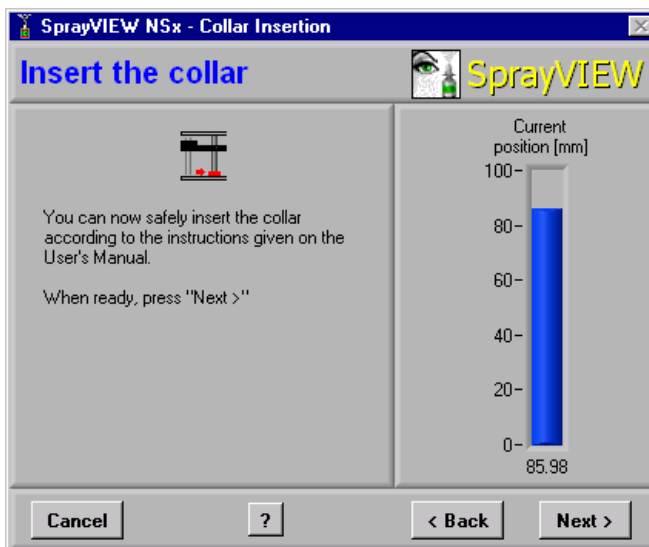 SprayVIEW NSx - Collar Insertion
Insert the collar
SprayVIEW
You can now safely insert the collar
according to the instructions given on the
User's Manual.
When ready, press "Next >"
Current
position [mm]
100-
80-
60-
40-
20-
0-
85.98
Cancel
?
< Back
Next >